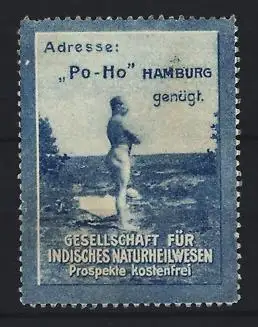 Adresse:
„Po-Ho" HAMBURG
genügt.
GESELLSCHAFT FÜR
INDISCHES NATURHEILWESEN
Prospekte kostenfrei